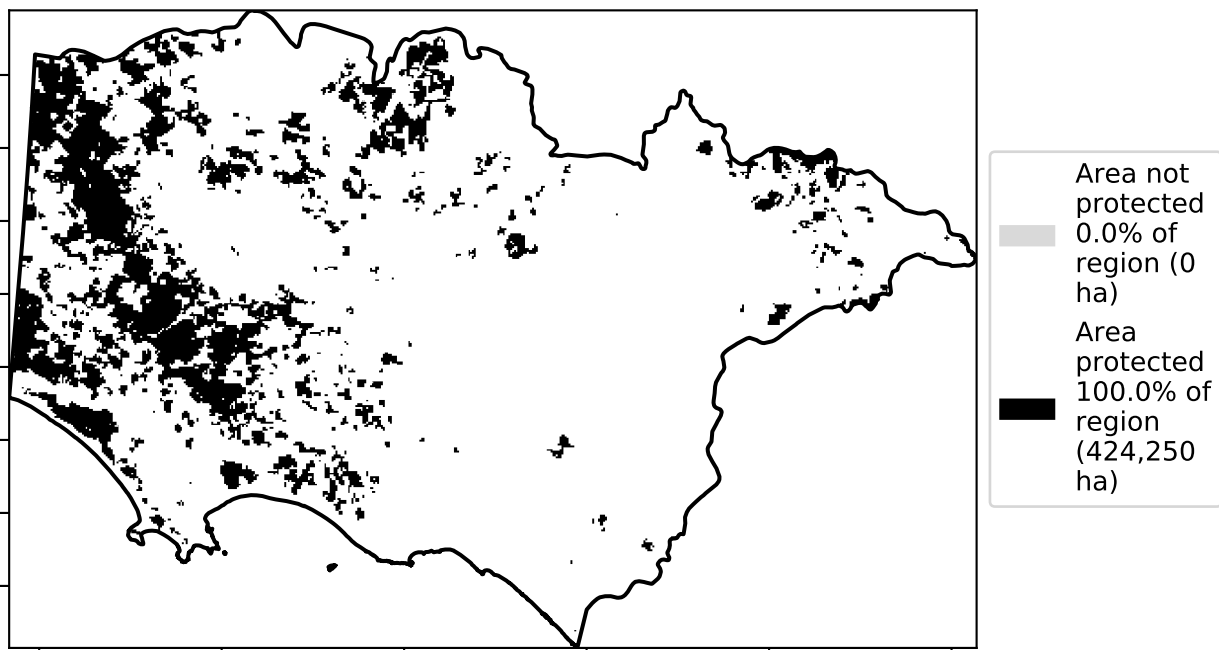 Area not
protected
0.0% of
region (0
ha)
Area
protected
100.0% of
region
(424,250
ha)